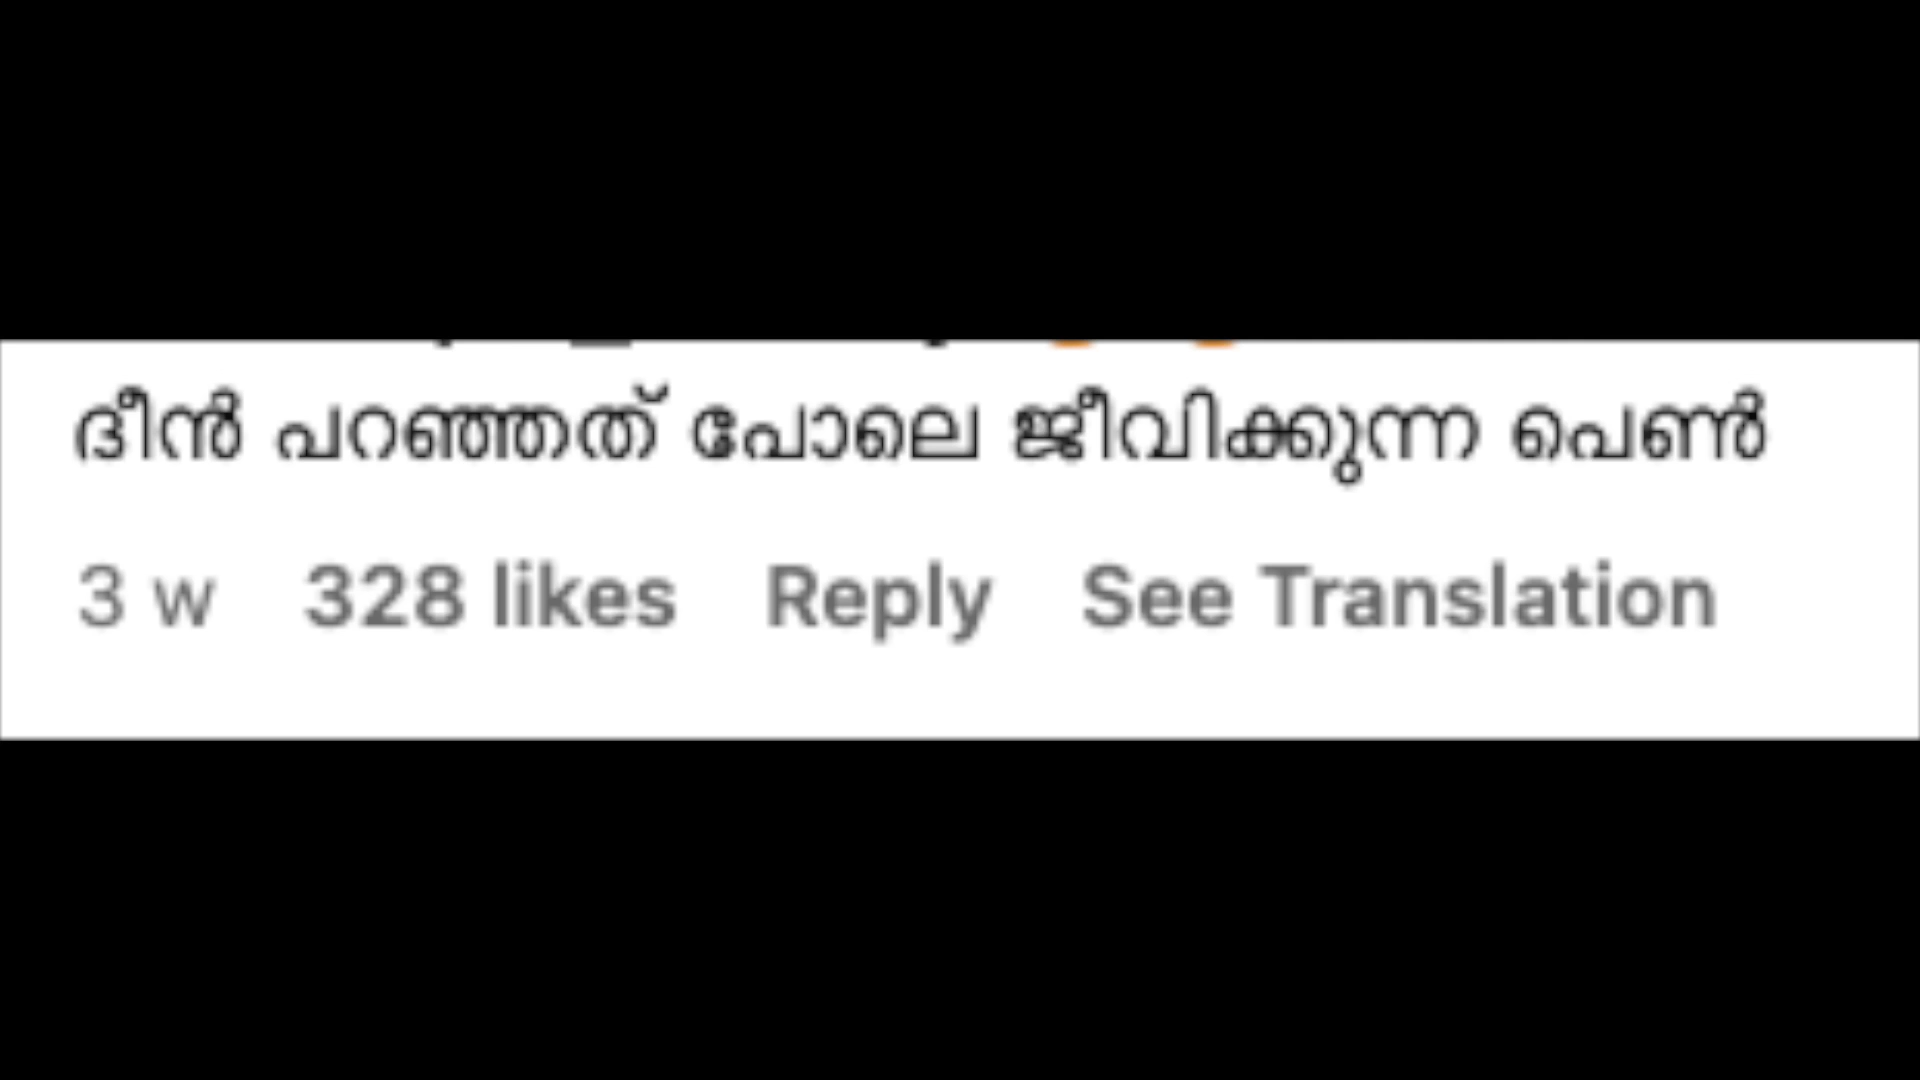 ദീൻ പറഞ്ഞത് പോലെ ജീവിക്കുന്ന പെൺ
3 w 328 likes Reply See Translation